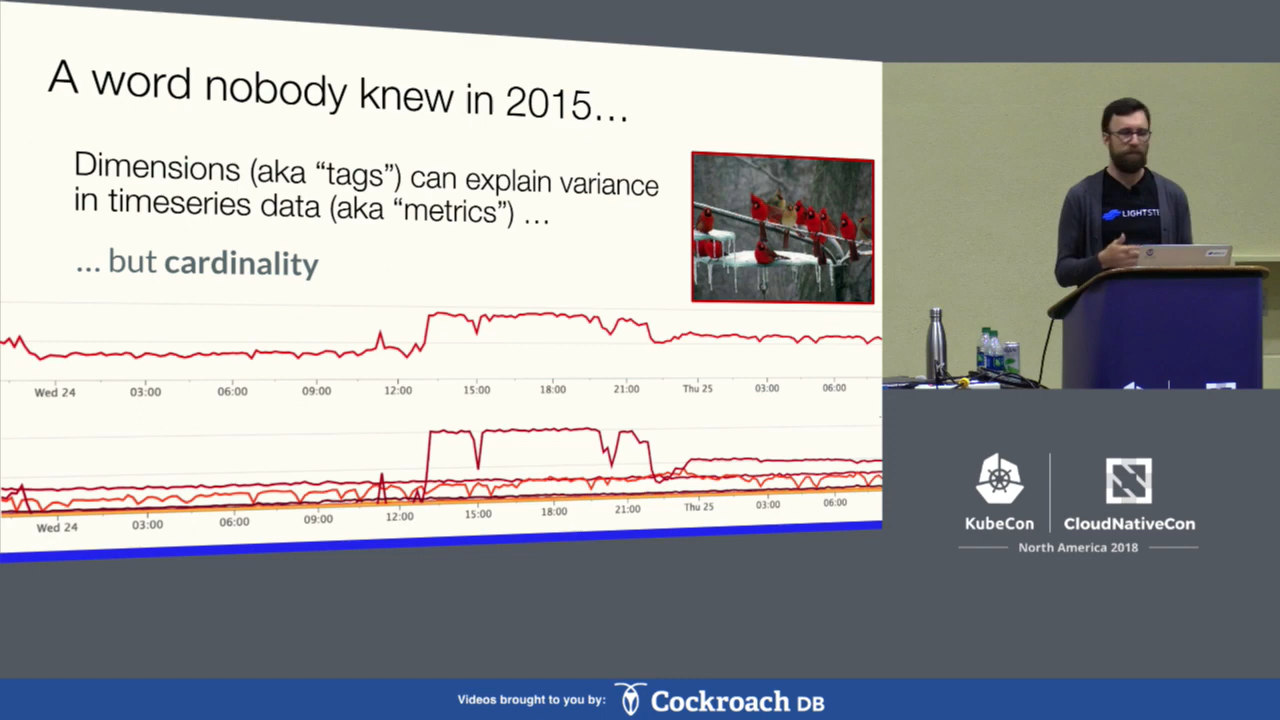 A word nobody knew in 2015…
Dimensions (aka “tags”) can explain variance
in timeseries data (aka “metrics”) …
… but cardinality
Wed 24 03:00 06:00 09:00 12:00 15:00 18:00 21:00 Thu 25 03:00 06:00
Wed 24 03:00 06:00 09:00 12:00 15:00 18:00 21:00 Thu 25 03:00 06:00
LIGHTSTE
KubeCon CloudNativeCon
North America 2018
Videos brought to you by: Cockroach DB